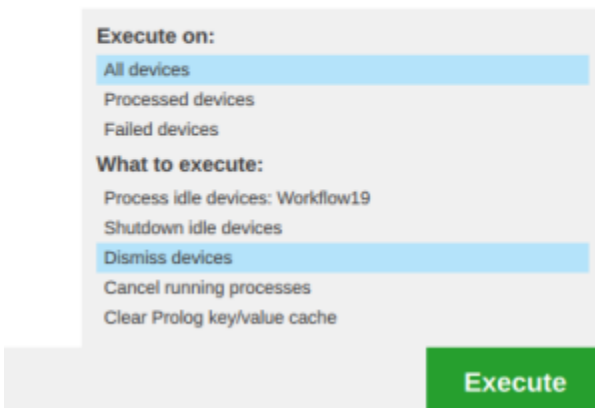 Execute on:
All devices
Processed devices
Failed devices
What to execute:
Process idle devices: Workflow19
Shutdown idle devices
Dismiss devices
Cancel running processes
Clear Prolog key/value cache
Execute